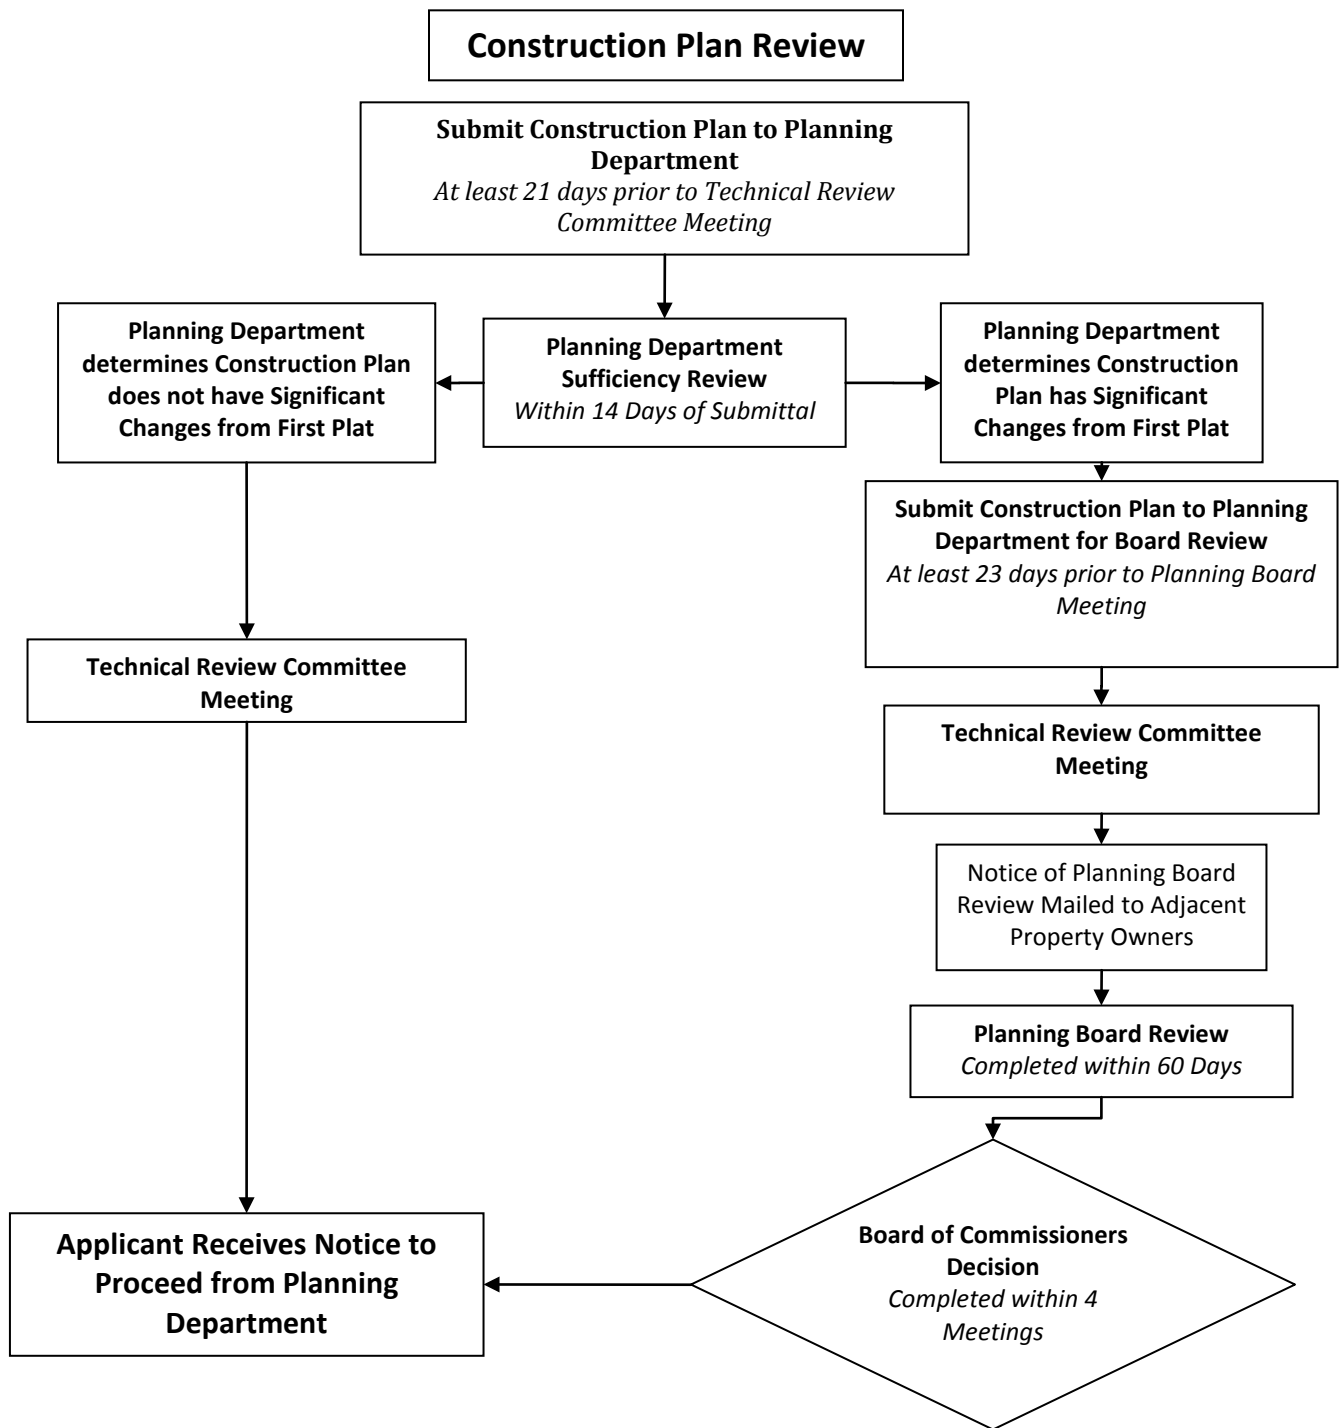 Construction Plan Review
Submit Construction Plan to Planning
Department
At least 21 days prior to Technical Review
Committee Meeting
Planning Department
determines Construction Plan
does not have Significant
Changes from First Plat
Planning Department
Sufficiency Review
Within 14 Days of Submittal
Planning Department
determines Construction
Plan has Significant
Changes from First Plat
Submit Construction Plan to Planning
Department for Board Review
At least 23 days prior to Planning Board
Meeting
Technical Review Committee
Meeting
Technical Review Committee
Meeting
Notice of Planning Board
Review Mailed to Adjacent
Property Owners
Planning Board Review
Completed within 60 Days
Applicant Receives Notice to
Proceed from Planning
Department
Board of Commissioners
Decision
Completed within 4
Meetings